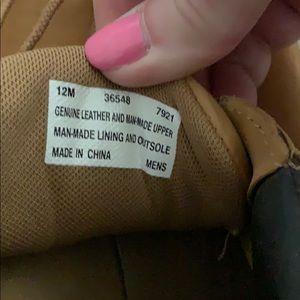 12M 36548 7921
GENUINE LEATHER AND MAN-MADE UPPER
MAN-MADE LINING AND OUTSOLE
MADE IN CHINA MENS